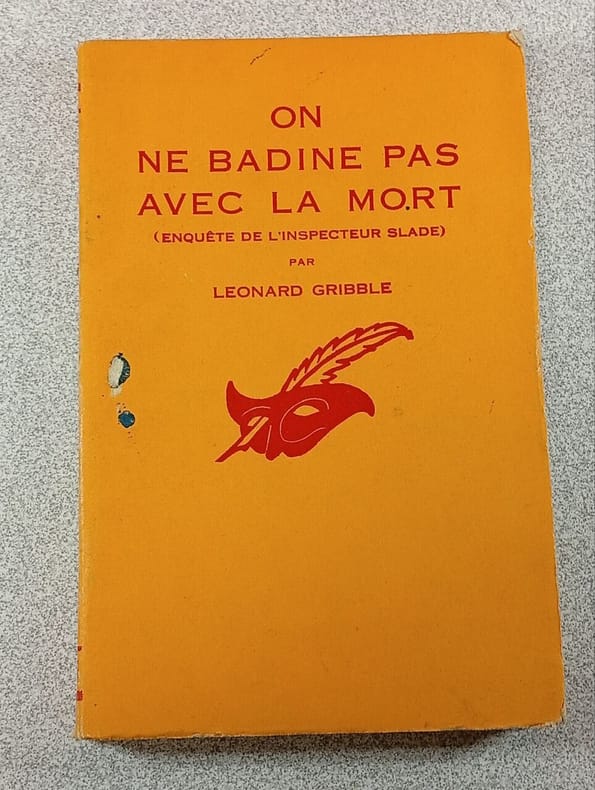 ON
NE BADINE PAS
AVEC LA MORT
(ENQUÊTE DE L'INSPECTEUR SLADE)
PAR
LEONARD GRIBBLE